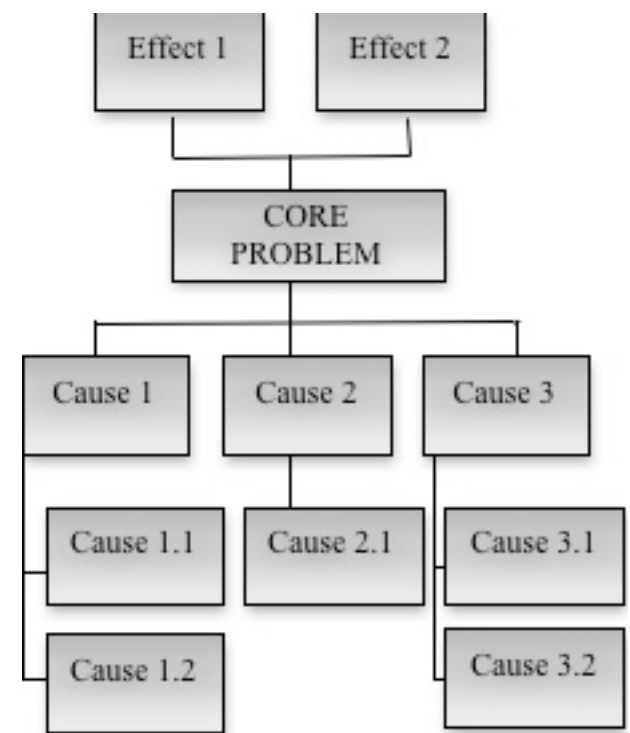 Effect 1
Effect 2
CORE
PROBLEM
Cause 1
Cause 2
Cause 3
Cause 1.1
Cause 2.1
Cause 3.1
Cause 1.2
Cause 3.2